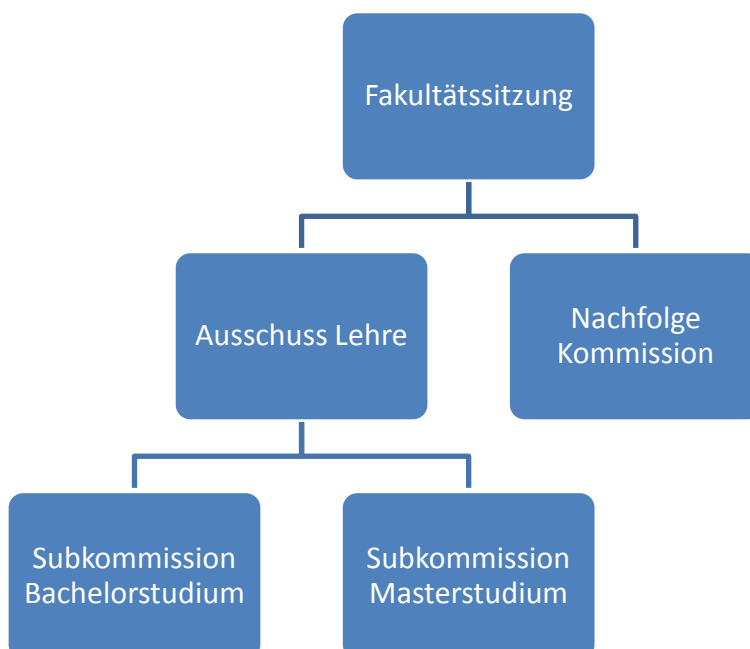 Fakultätssitzung
Ausschuss Lehre
Nachfolge
Kommission
Subkommission
Bachelorstudium
Subkommission
Masterstudium